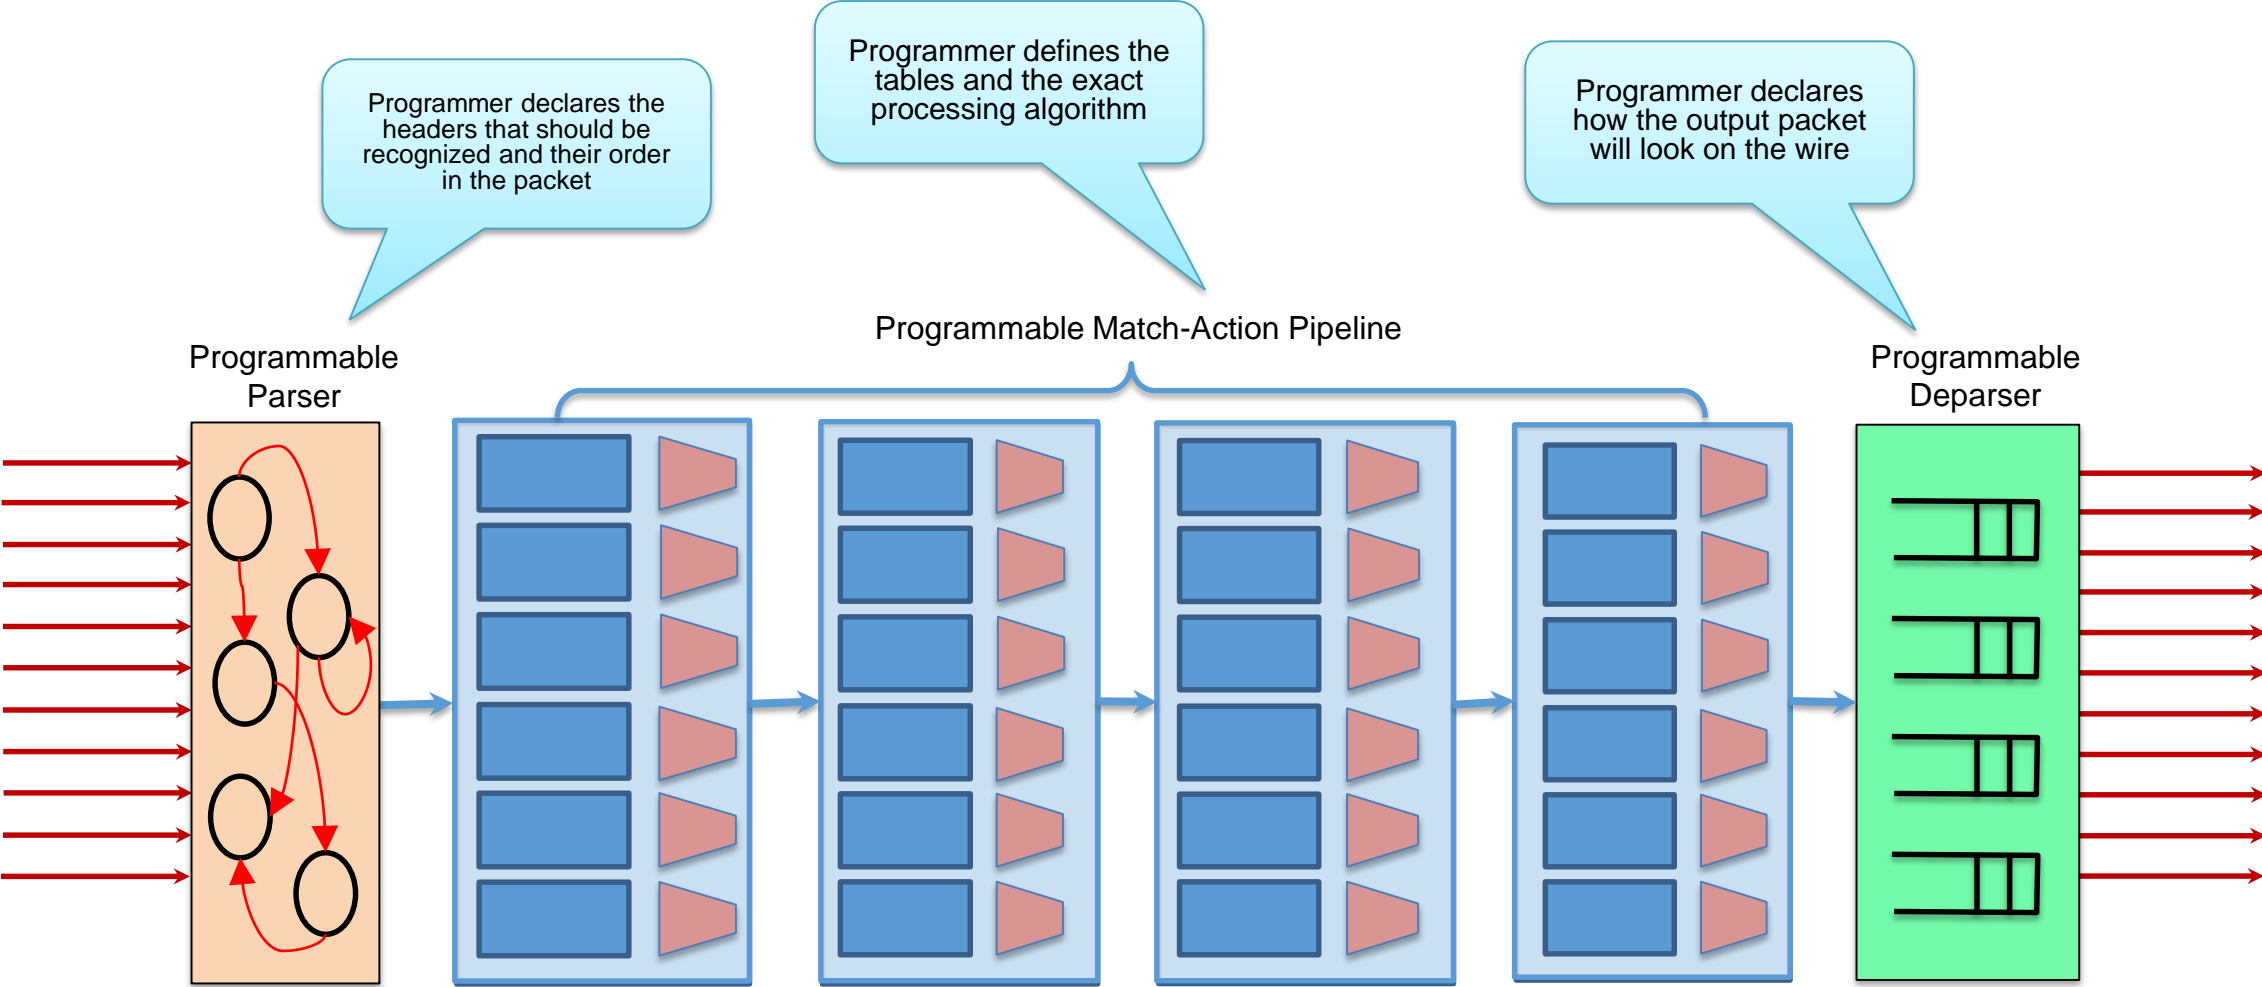 Programmer declares the
headers that should be
recognized and their order
in the packet
Programmer defines the
tables and the exact
processing algorithm
Programmer declares
how the output packet
will look on the wire
Programmable
Parser
Programmable Match-Action Pipeline
Programmable
Deparser